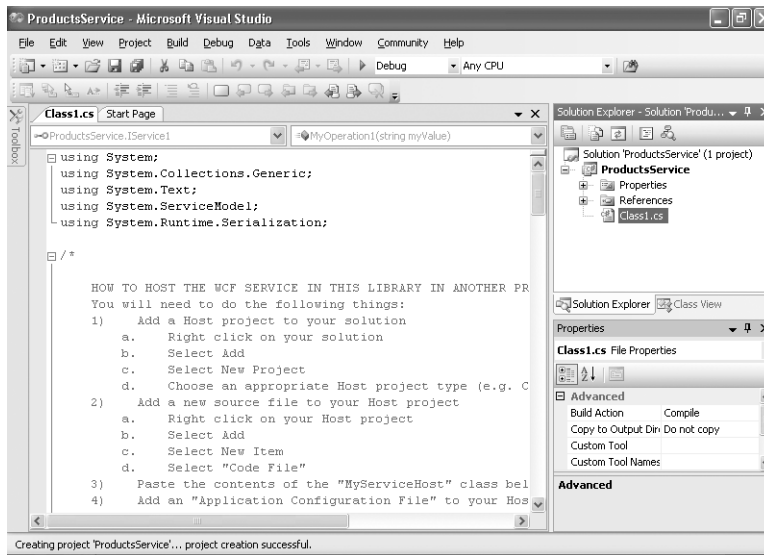 ProductsService - Microsoft Visual Studio
File Edit View Project Build Debug Data Tools Window Community Help
Debug Any CPU
Toolbox
Class1.cs Start Page
ProductsService.IService1 MyOperation1(string myValue)
using System;
using System.Collections.Generic;
using System.Text;
using System.ServiceModel;
using System.Runtime.Serialization;
/*
HOW TO HOST THE WCF SERVICE IN THIS LIBRARY IN ANOTHER PR
You will need to do the following things:
1) Add a Host project to your solution
a. Right click on your solution
b. Select Add
c. Select New Project
d. Choose an appropriate Host project type (e.g. C
2) Add a new source file to your Host project
a. Right click on your Host project
b. Select Add
c. Select New Item
d. Select "Code File"
3) Paste the contents of the "MyServiceHost" class bel
4) Add an "Application Configuration File" to your Hos
Solution Explorer - Solution 'Produ...
Solution 'ProductsService' (1 project)
ProductsService
Properties
References
Class1.cs
Solution Explorer Class View
Properties
Class1.cs File Properties
Advanced
Build Action Compile
Copy to Output Dire Do not copy
Custom Tool
Custom Tool Names
Advanced
Creating project 'ProductsService'... project creation successful.